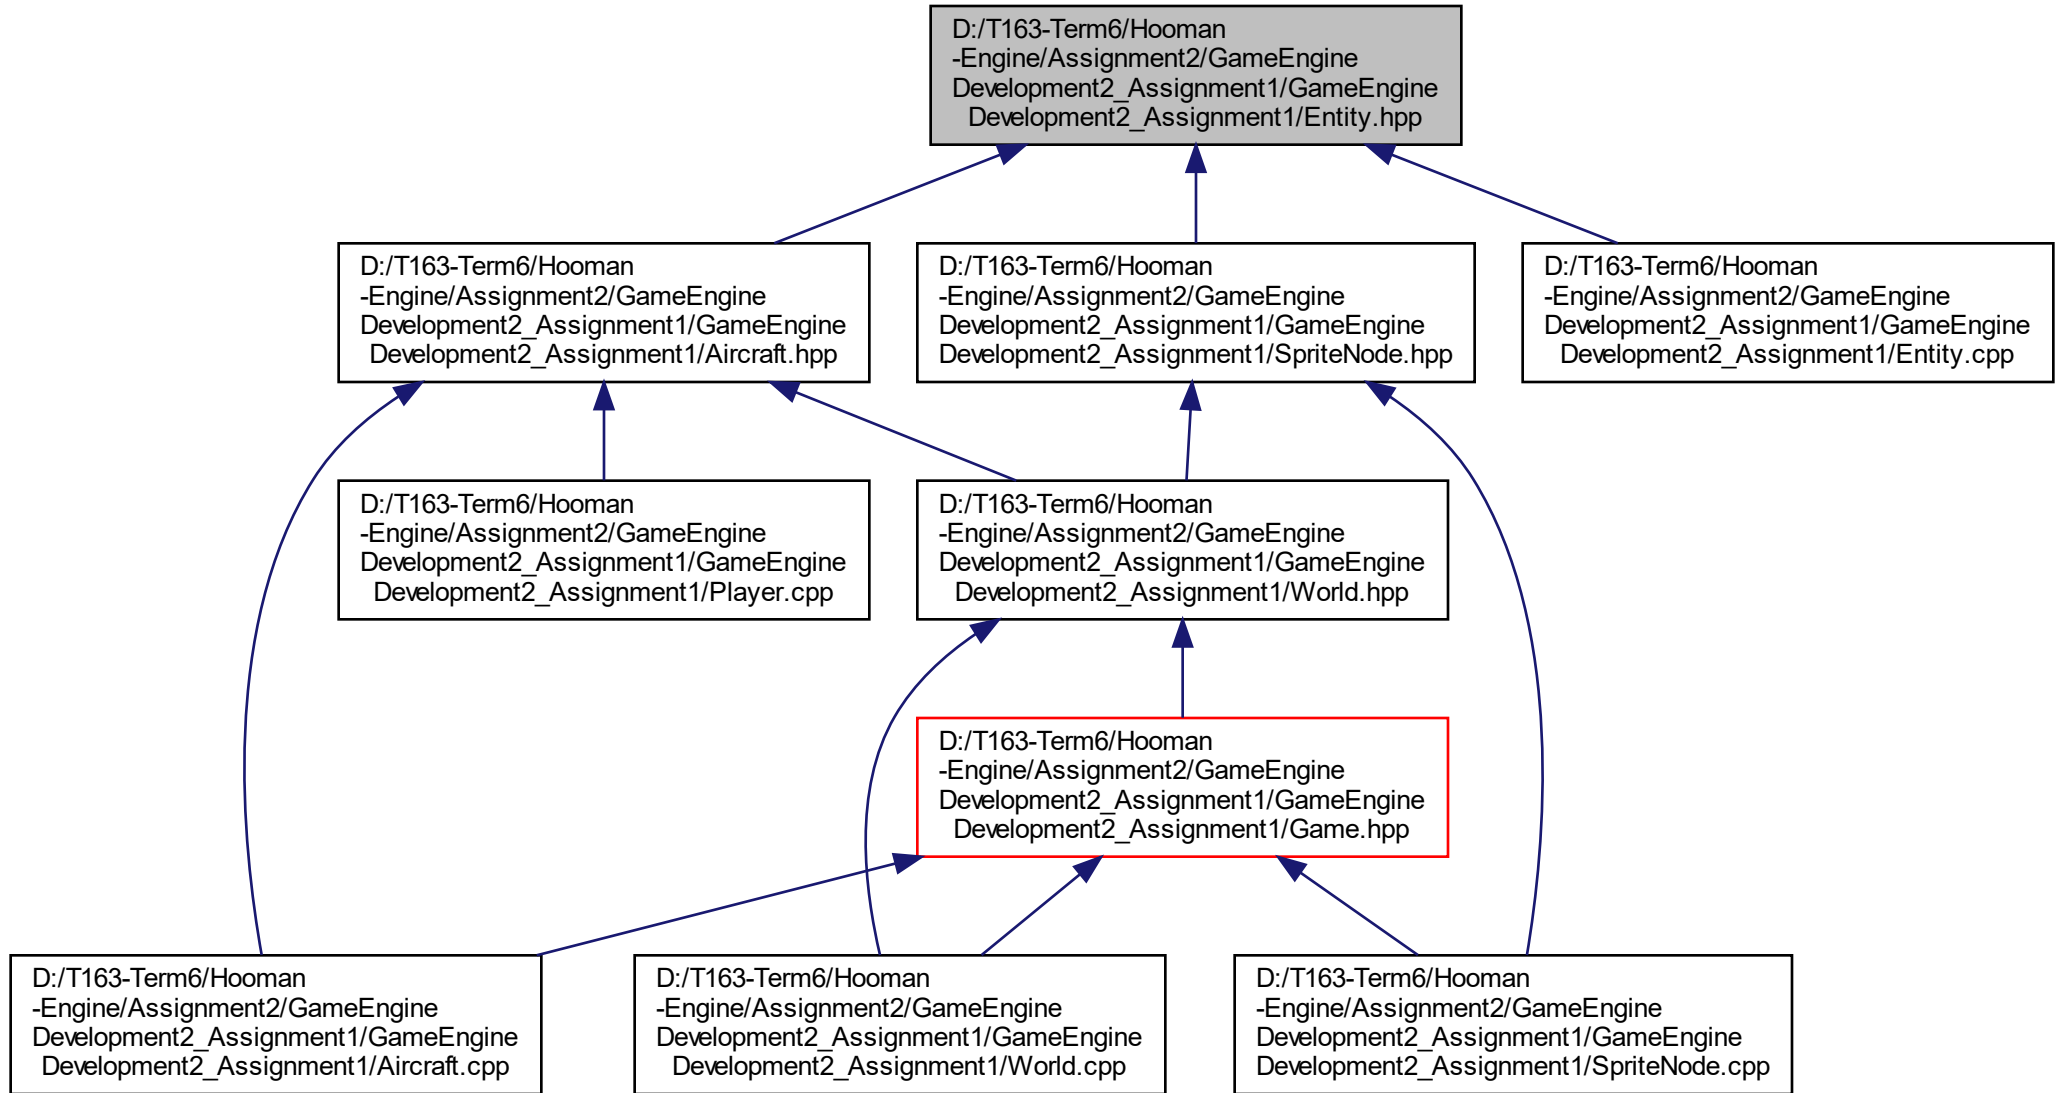 D:/T163-Term6/Hooman
-Engine/Assignment2/GameEngine
Development2_Assignment1/GameEngine
Development2_Assignment1/Entity.hpp
D:/T163-Term6/Hooman
-Engine/Assignment2/GameEngine
Development2_Assignment1/GameEngine
Development2_Assignment1/Aircraft.hpp
D:/T163-Term6/Hooman
-Engine/Assignment2/GameEngine
Development2_Assignment1/GameEngine
Development2_Assignment1/SpriteNode.hpp
D:/T163-Term6/Hooman
-Engine/Assignment2/GameEngine
Development2_Assignment1/GameEngine
Development2_Assignment1/Entity.cpp
D:/T163-Term6/Hooman
-Engine/Assignment2/GameEngine
Development2_Assignment1/GameEngine
Development2_Assignment1/Player.cpp
D:/T163-Term6/Hooman
-Engine/Assignment2/GameEngine
Development2_Assignment1/GameEngine
Development2_Assignment1/World.hpp
D:/T163-Term6/Hooman
-Engine/Assignment2/GameEngine
Development2_Assignment1/GameEngine
Development2_Assignment1/Game.hpp
D:/T163-Term6/Hooman
-Engine/Assignment2/GameEngine
Development2_Assignment1/GameEngine
Development2_Assignment1/Aircraft.cpp
D:/T163-Term6/Hooman
-Engine/Assignment2/GameEngine
Development2_Assignment1/GameEngine
Development2_Assignment1/World.cpp
D:/T163-Term6/Hooman
-Engine/Assignment2/GameEngine
Development2_Assignment1/GameEngine
Development2_Assignment1/SpriteNode.cpp